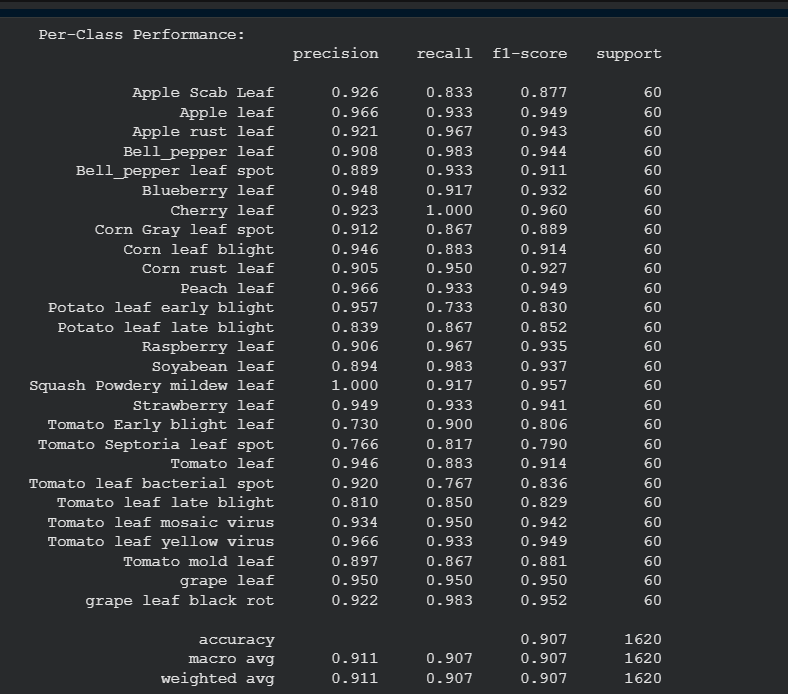 Per-Class Performance:
precision recall f1-score support
Apple Scab Leaf 0.926 0.833 0.877 60
Apple leaf 0.966 0.933 0.949 60
Apple rust leaf 0.921 0.967 0.943 60
Bell_pepper leaf 0.908 0.983 0.944 60
Bell_pepper leaf spot 0.889 0.933 0.911 60
Blueberry leaf 0.948 0.917 0.932 60
Cherry leaf 0.923 1.000 0.960 60
Corn Gray leaf spot 0.912 0.867 0.889 60
Corn leaf blight 0.946 0.883 0.914 60
Corn rust leaf 0.905 0.950 0.927 60
Peach leaf 0.966 0.933 0.949 60
Potato leaf early blight 0.957 0.733 0.830 60
Potato leaf late blight 0.839 0.867 0.852 60
Raspberry leaf 0.906 0.967 0.935 60
Soyabean leaf 0.894 0.983 0.937 60
Squash Powdery mildew leaf 1.000 0.917 0.957 60
Strawberry leaf 0.949 0.933 0.941 60
Tomato Early blight leaf 0.730 0.900 0.806 60
Tomato Septoria leaf spot 0.766 0.817 0.790 60
Tomato leaf 0.946 0.883 0.914 60
Tomato leaf bacterial spot 0.920 0.767 0.836 60
Tomato leaf late blight 0.810 0.850 0.829 60
Tomato leaf mosaic virus 0.934 0.950 0.942 60
Tomato leaf yellow virus 0.966 0.933 0.949 60
Tomato mold leaf 0.897 0.867 0.881 60
grape leaf 0.950 0.950 0.950 60
grape leaf black rot 0.922 0.983 0.952 60
accuracy 0.907 1620
macro avg 0.911 0.907 0.907 1620
weighted avg 0.911 0.907 0.907 1620